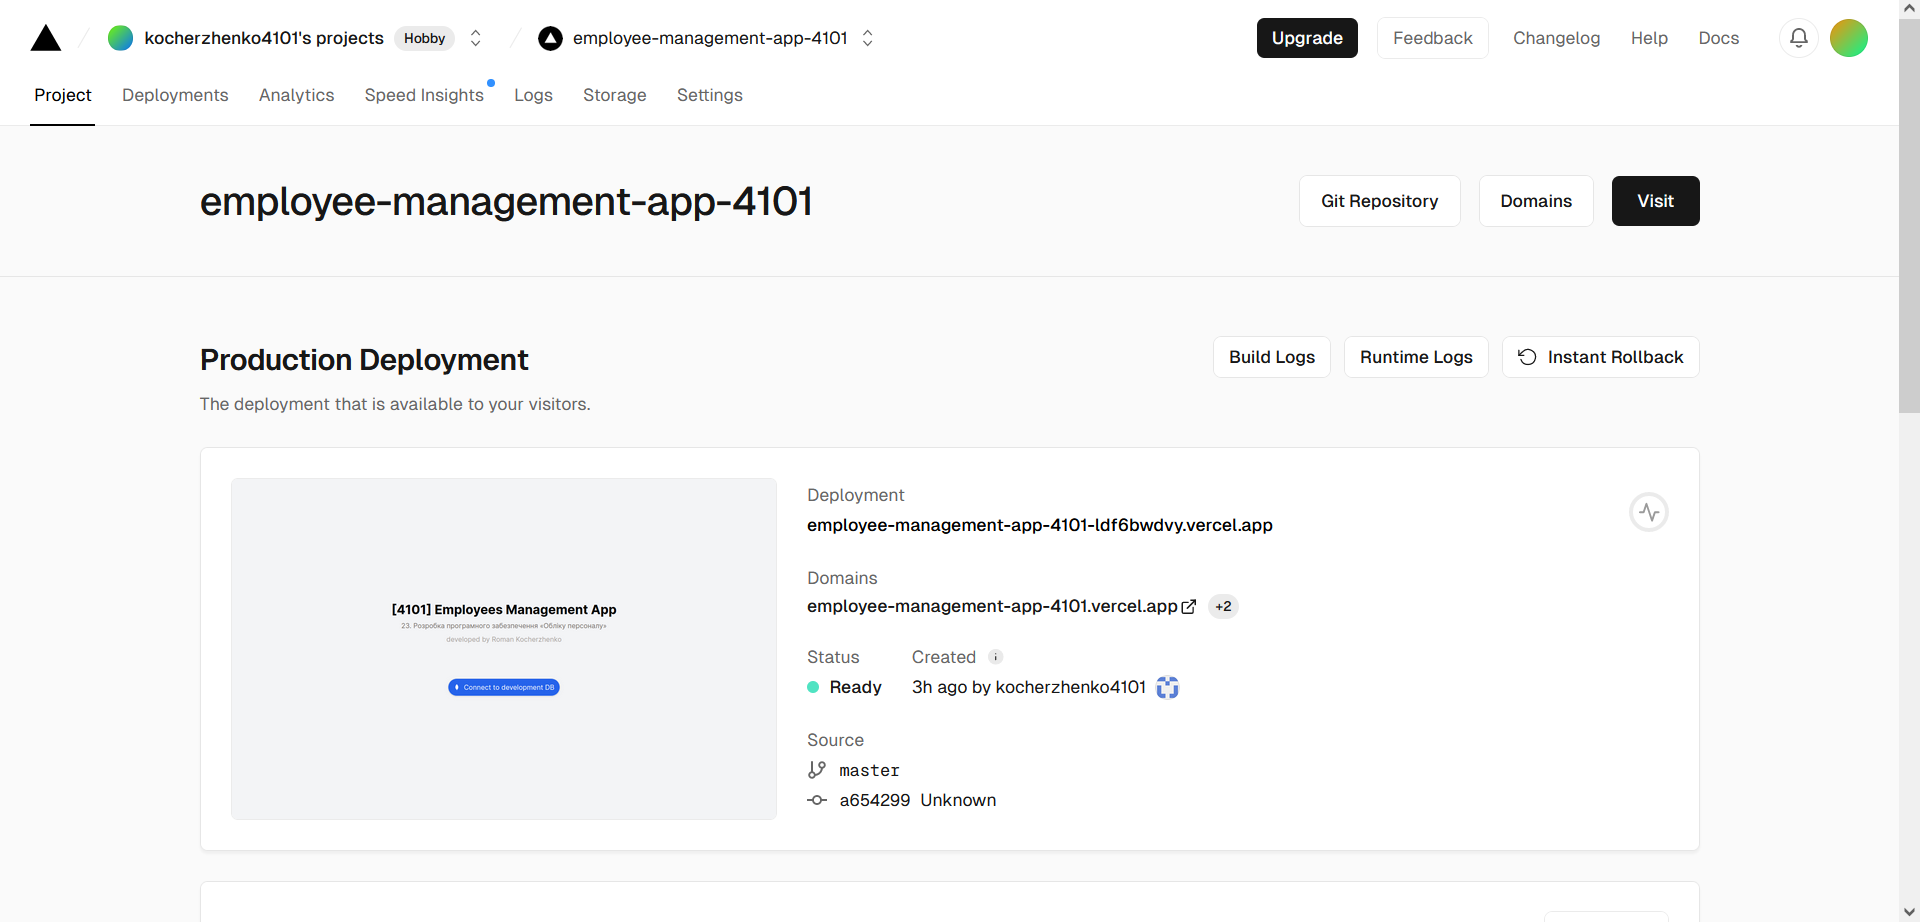 kocherzhenko4101's projects Hobby employee-management-app-4101 Upgrade Feedback Changelog Help Docs
Project Deployments Analytics Speed Insights Logs Storage Settings
employee-management-app-4101 Git Repository Domains Visit
Production Deployment Build Logs Runtime Logs Instant Rollback
The deployment that is available to your visitors.
[4101] Employees Management App
23. Розробка програмного забезпечення «Обліку персоналу»
developed by Roman Kocherzhenko
Connect to development DB
Deployment
employee-management-app-4101-ldf6bwdvy.vercel.app
Domains
employee-management-app-4101.vercel.app +2
Status Created
Ready 3h ago by kocherzhenko4101
Source
master
a654299 Unknown